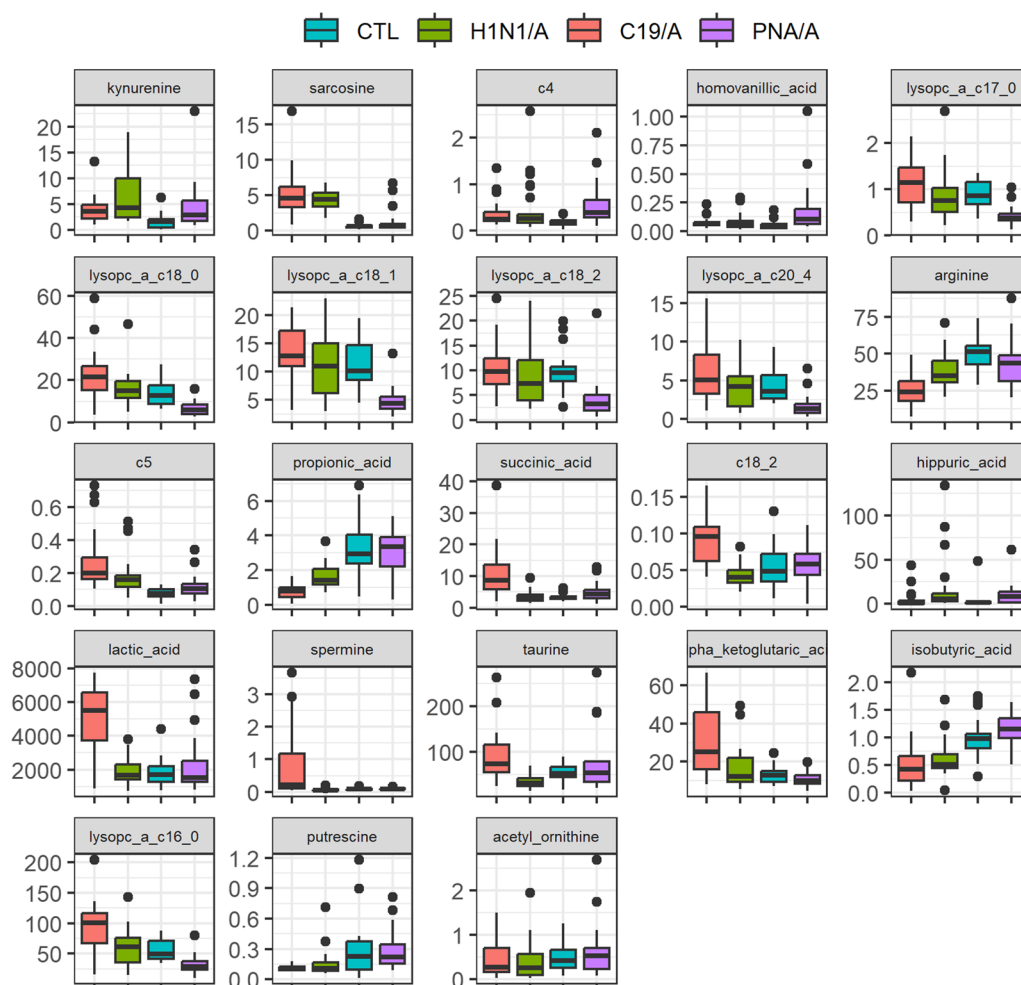 CTL H1N1/A C19/A PNA/A
kynurenine sarcosine c4 homovanillic_acid lysopc_a_c17_0
20 15 10 5 0
15 10 5 0
2 1 0
1.00 0.75 0.50 0.25 0.00
2 1 0
lysopc_a_c18_0 lysopc_a_c18_1 lysopc_a_c18_2 lysopc_a_c20_4 arginine
60 40 20 0
20 15 10 5
25 20 15 10 5 0
15 10 5 0
75 50 25
c5 propionic_acid succinic_acid c18_2 hippuric_acid
0.6 0.4 0.2 0.0
6 4 2 0
40 30 20 10 0
0.15 0.10 0.05 0.00
100 50 0
lactic_acid spermine taurine pha_ketoglutaric_aci isobutyric_acid
8000 6000 4000 2000
3 2 1 0
200 100
60 40 20
2.0 1.5 1.0 0.5 0.0
lysopc_a_c16_0 putrescine acetyl_ornithine
200 150 100 50
1.2 0.9 0.6 0.3 0.0
2 1 0